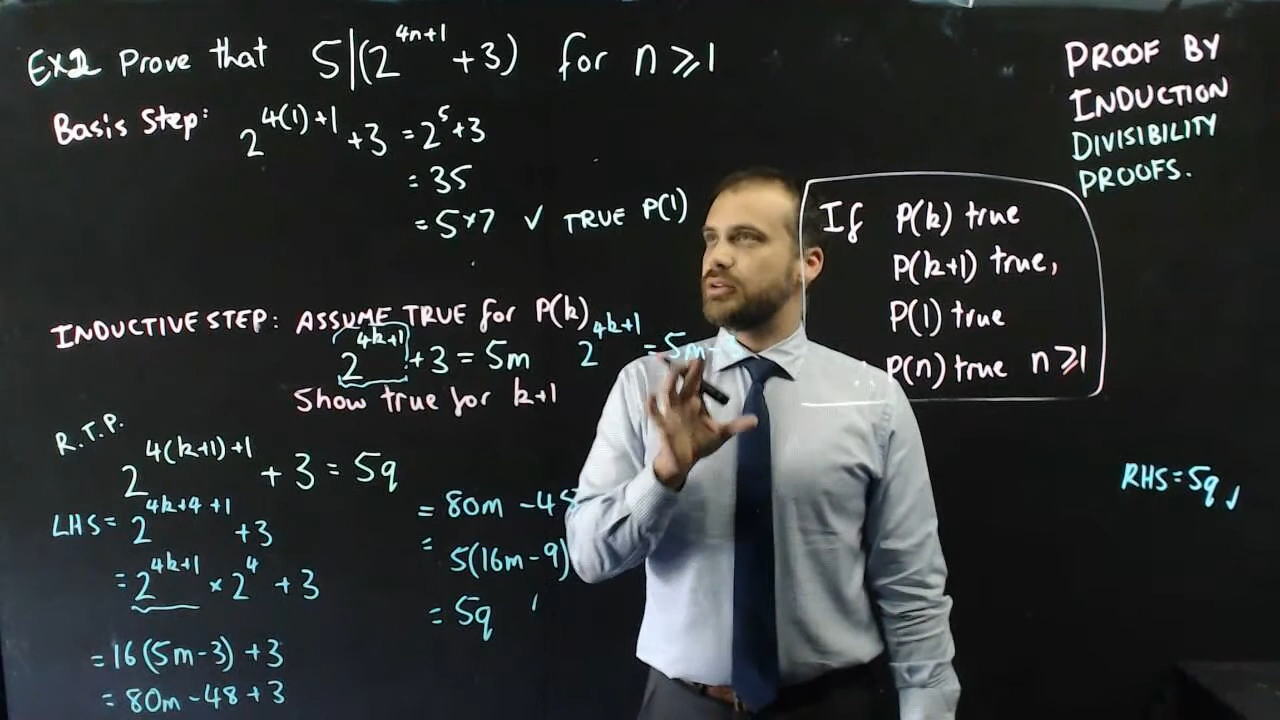 Ex2 Prove that 5|(2^{4n+1} + 3) for n ≥ 1
Basis Step: 2^{4(1)+1} + 3 = 2^5 + 3
= 35
= 5×7 ✓ TRUE P(1)
INDUCTIVE STEP: ASSUME TRUE for P(k)
2^{4k+1} + 3 = 5m 2^{4k+1} = 5m - 3
Show true for k+1
R.T.P.
2^{4(k+1)+1} + 3 = 5q
LHS = 2^{4k+4+1} + 3
= 2^{4k+1} × 2^4 + 3
= 16(5m-3) + 3
= 80m - 48 + 3
= 80m - 45
= 5(16m - 9)
= 5q
PROOF BY
INDUCTION
DIVISIBILITY
PROOFS.
If P(k) true
P(k+1) true,
P(1) true
P(n) true n ≥ 1
RHS = 5q ✓